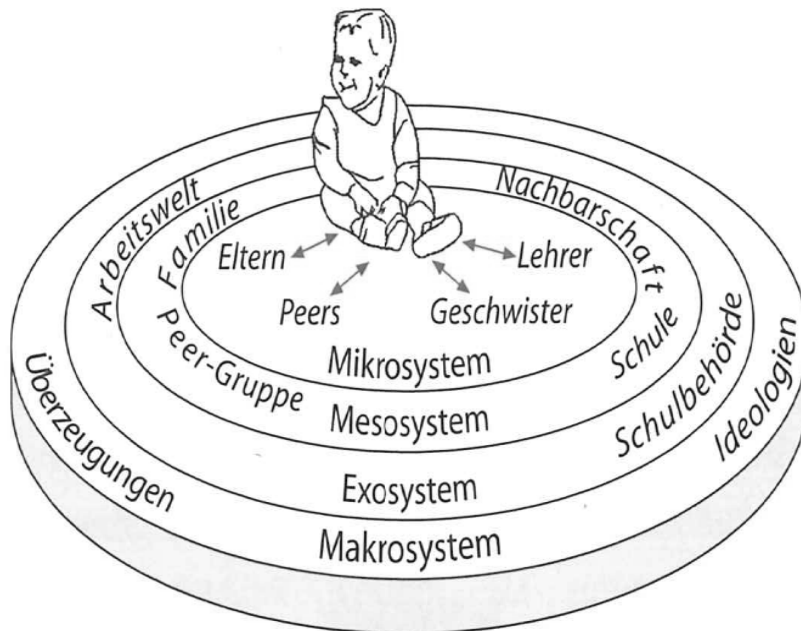 Arbeitswelt
Familie
Nachbarschaft
Eltern
Lehrer
Peers
Geschwister
Mikrosystem
Peer-Gruppe
Schule
Mesosystem
Schulbehörde
Überzeugungen
Ideologien
Exosystem
Makrosystem